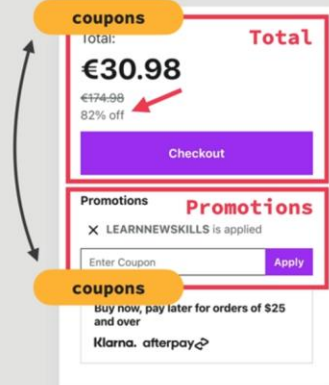 coupons
Total:
Total
€30.98
€174.98
82% off
Checkout
Promotions
Promotions
X LEARNNEWSKILLS is applied
Enter Coupon
Apply
coupons
Buy now, pay later for orders of $25
and over
Klarna. afterpay